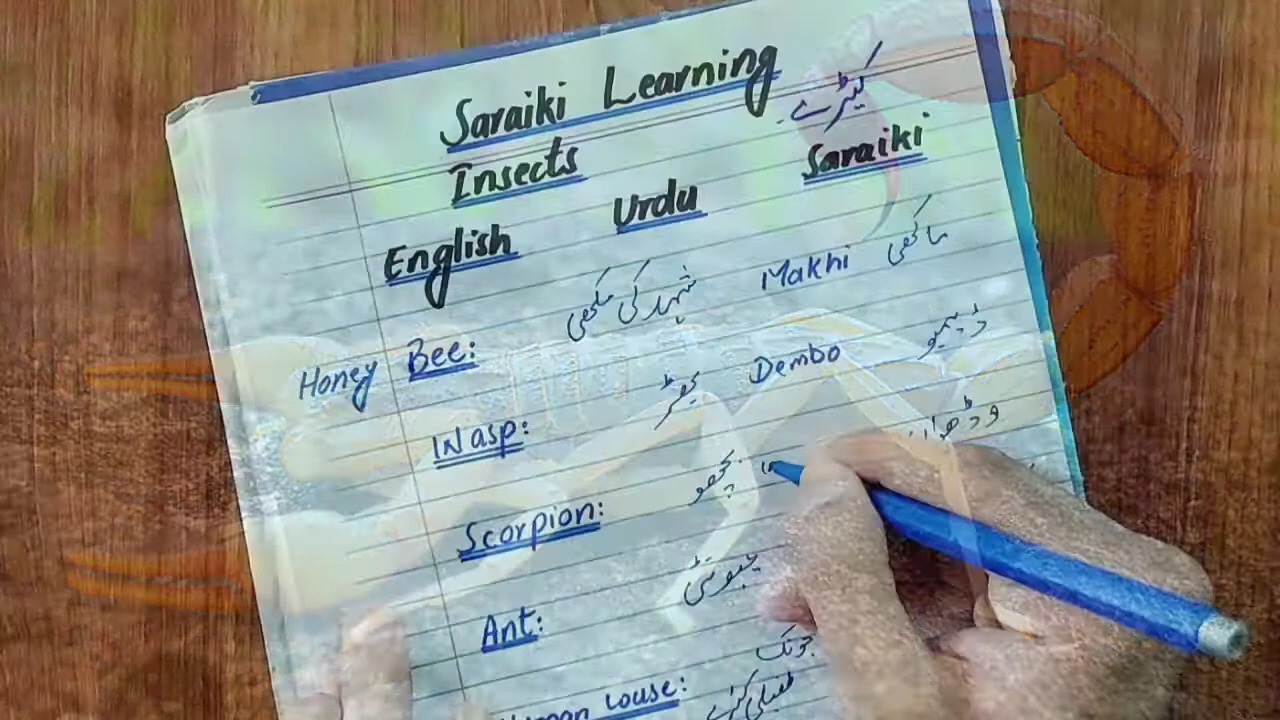 Saraiki Learning
Insects کیڑے
English Urdu Saraiki
Honey Bee: شہد کی مکھی Makhi ماکھی
Wasp: بھڑ Dembo ڈیمبو
Scorpion: بچھو
Ant: چیونٹی
Louse: جونک